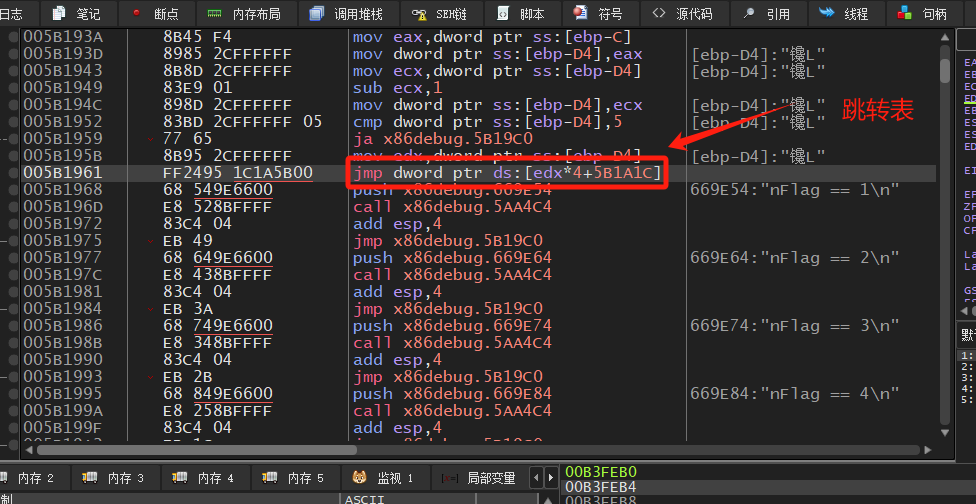 日志 笔记 断点 内存布局 调用堆栈 SEH链 脚本 符号 源代码 引用 线程 句柄
005B193A 8B45 F4 mov eax,dword ptr ss:[ebp-C]
005B193D 8985 2CFFFFFF mov dword ptr ss:[ebp-D4],eax [ebp-D4]:"镵L"
005B1943 8B8D 2CFFFFFF mov ecx,dword ptr ss:[ebp-D4] [ebp-D4]:"镵L"
005B1949 83E9 01 sub ecx,1
005B194C 898D 2CFFFFFF mov dword ptr ss:[ebp-D4],ecx [ebp-D4]:"镵L"
005B1952 83BD 2CFFFFFF 05 cmp dword ptr ss:[ebp-D4],5 [ebp-D4]:"镵L"
跳转表
005B1959 77 65 ja x86debug.5B19C0
005B195B 8B95 2CFFFFFF mov edx,dword ptr ss:[ebp-D4] [ebp-D4]:"镵L"
005B1961 FF2495 1C1A5B00 jmp dword ptr ds:[edx*4+5B1A1C]
005B1968 68 549E6600 push x86debug.669E54 669E54:"nFlag == 1\n"
005B196D E8 528BFFFF call x86debug.5AA4C4
005B1972 83C4 04 add esp,4
005B1975 EB 49 jmp x86debug.5B19C0
005B1977 68 649E6600 push x86debug.669E64 669E64:"nFlag == 2\n"
005B197C E8 438BFFFF call x86debug.5AA4C4
005B1981 83C4 04 add esp,4
005B1984 EB 3A jmp x86debug.5B19C0
005B1986 68 749E6600 push x86debug.669E74 669E74:"nFlag == 3\n"
005B198B E8 348BFFFF call x86debug.5AA4C4
005B1990 83C4 04 add esp,4
005B1993 EB 2B jmp x86debug.5B19C0
005B1995 68 849E6600 push x86debug.669E84 669E84:"nFlag == 4\n"
005B199A E8 258BFFFF call x86debug.5AA4C4
005B199F 83C4 04 add esp,4
内存 2 内存 3 内存 4 内存 5 监视 1 局部变量
00B3FEB0
00B3FEB4
00B3FEB8
ASCII